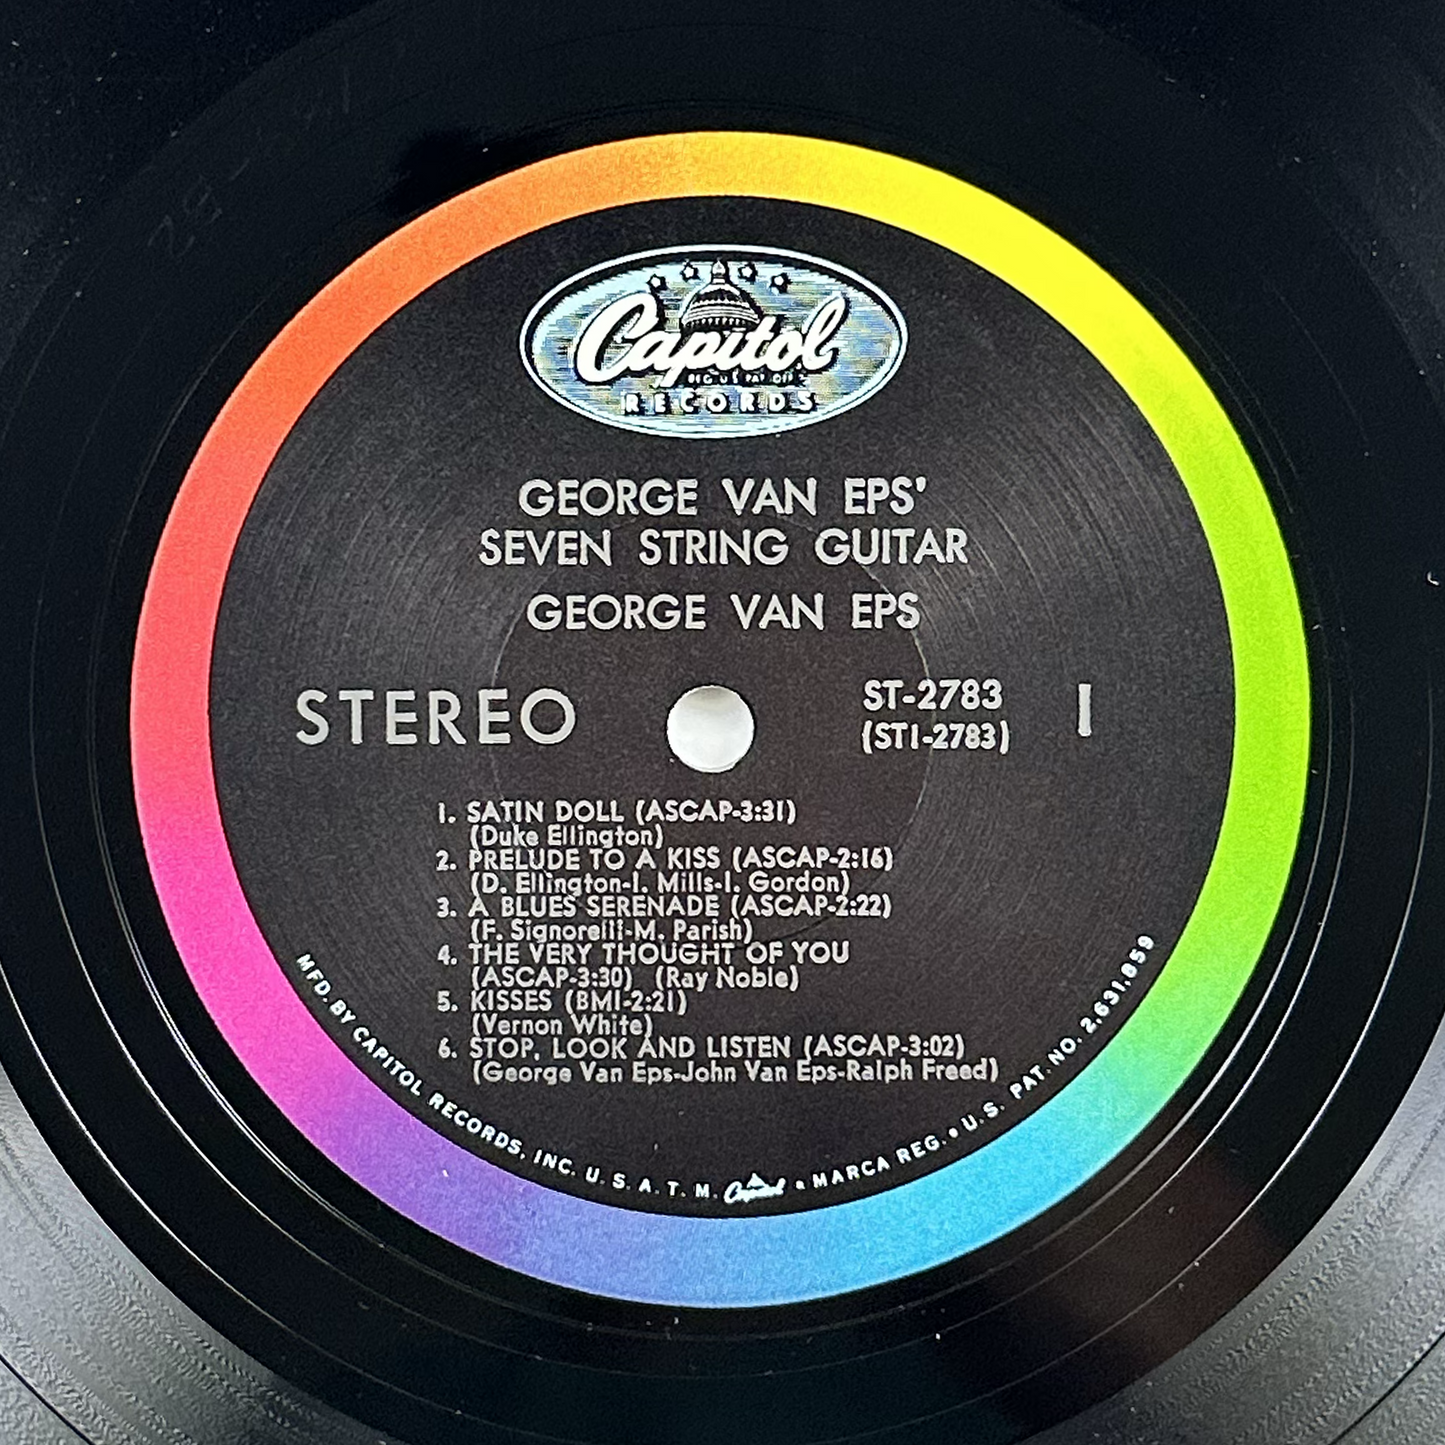 Capitol
REG. U.S. PAT. OFF.
RECORDS
GEORGE VAN EPS'
SEVEN STRING GUITAR
GEORGE VAN EPS
STEREO
ST-2783
(ST1-2783)
1
1. SATIN DOLL (ASCAP-3:31)
(Duke Ellington)
2. PRELUDE TO A KISS (ASCAP-2:16)
(D. Ellington-I. Mills-I. Gordon)
3. A BLUES SERENADE (ASCAP-2:22)
(F. Signorelli-M. Parish)
4. THE VERY THOUGHT OF YOU
(ASCAP-3:30) (Ray Noble)
5. KISSES (BMI-2:21)
(Vernon White)
6. STOP, LOOK AND LISTEN (ASCAP-3:02)
(George Van Eps-John Van Eps-Ralph Freed)
MFD. BY CAPITOL RECORDS, INC. U. S. A. T. M. Capitol • MARCA REG. • U. S. PAT. NO. 2,631,859